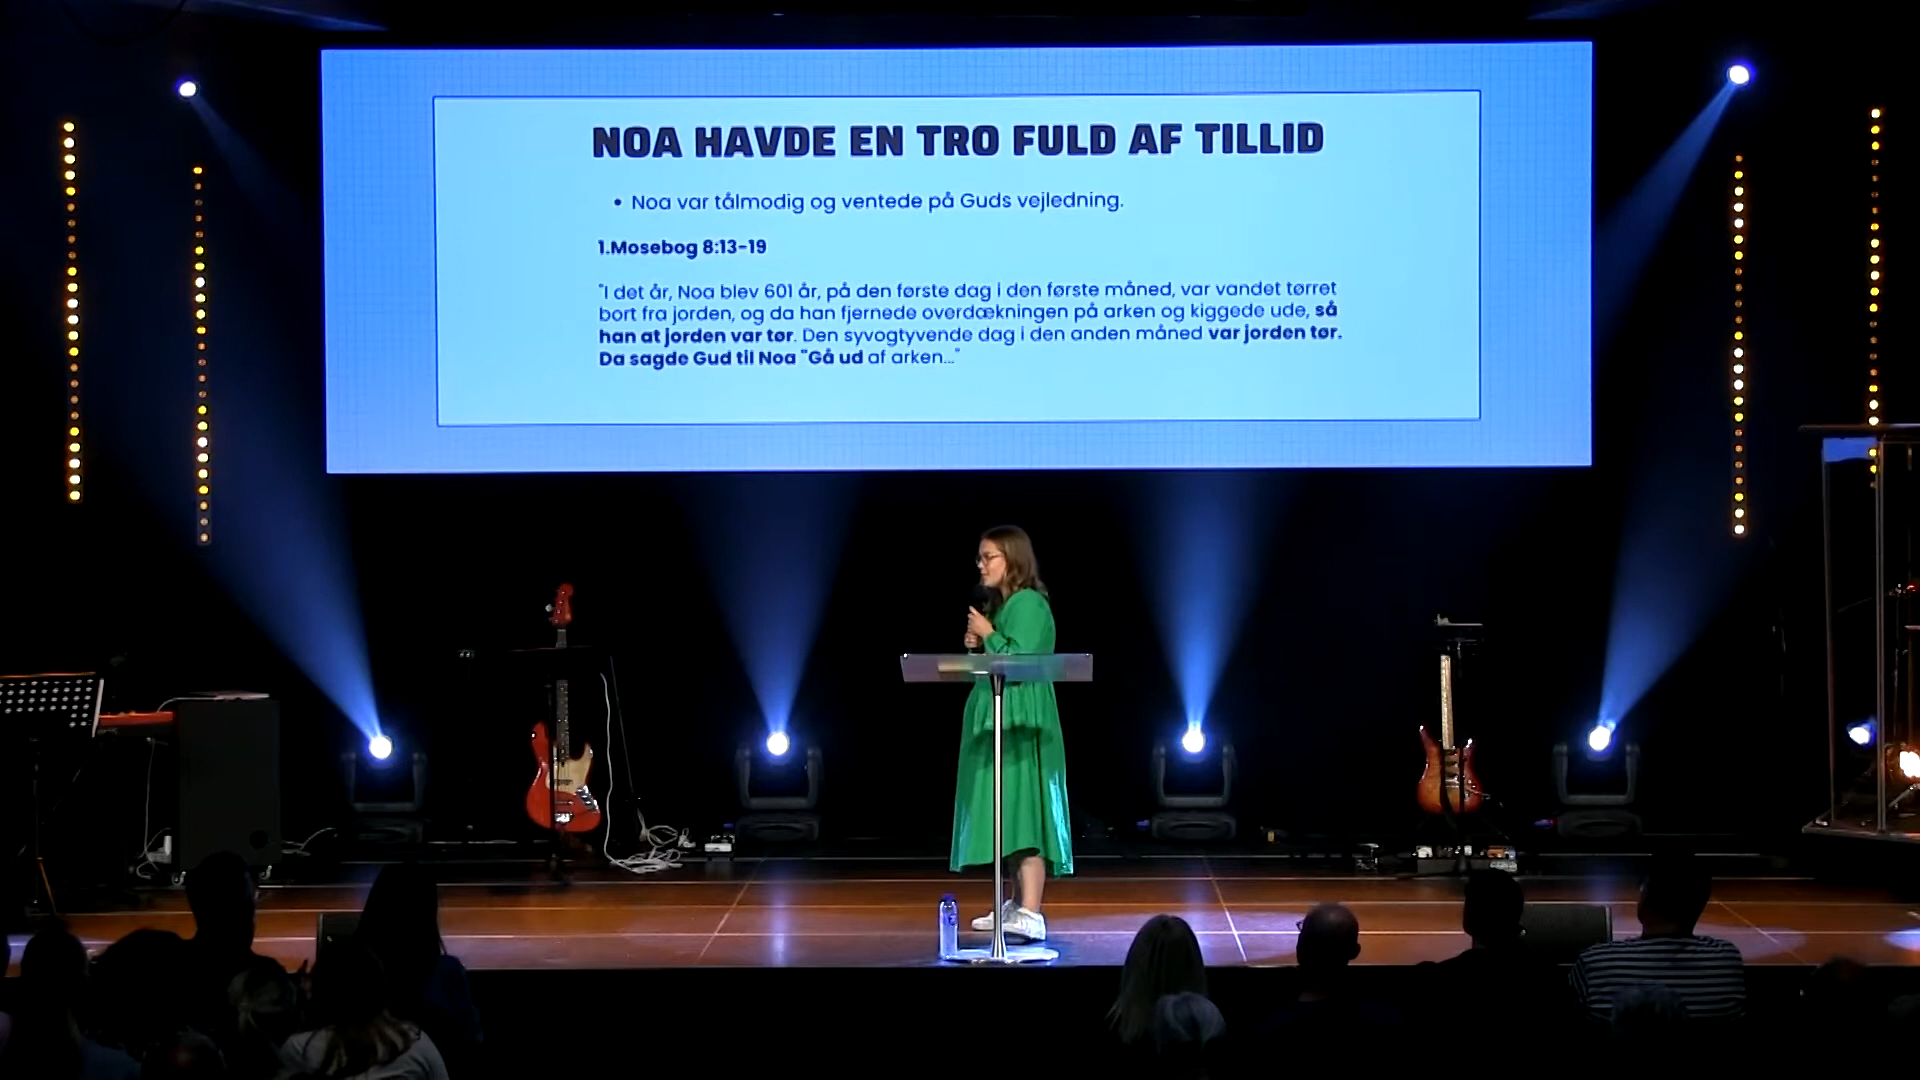 NOA HAVDE EN TRO FULD AF TILLID
• Noa var tålmodig og ventede på Guds vejledning.
1.Mosebog 8:13-19
"I det år, Noa blev 601 år, på den første dag i den første måned, var vandet tørret
bort fra jorden, og da han fjernede overdækningen på arken og kiggede ude, så
han at jorden var tør. Den syvogtyvende dag i den anden måned var jorden tør.
Da sagde Gud til Noa "Gå ud af arken..."